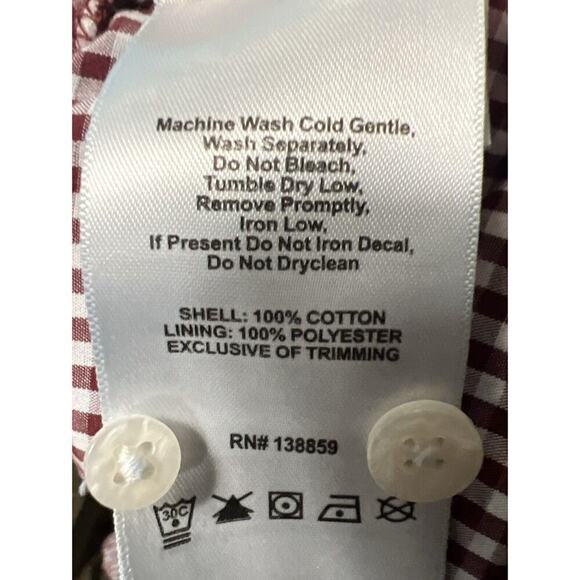 Machine Wash Cold Gentle,
Wash Separately,
Do Not Bleach,
Tumble Dry Low,
Remove Promptly,
Iron Low,
If Present Do Not Iron Decal,
Do Not Dryclean
SHELL: 100% COTTON
LINING: 100% POLYESTER
EXCLUSIVE OF TRIMMING
RN# 138859
30C